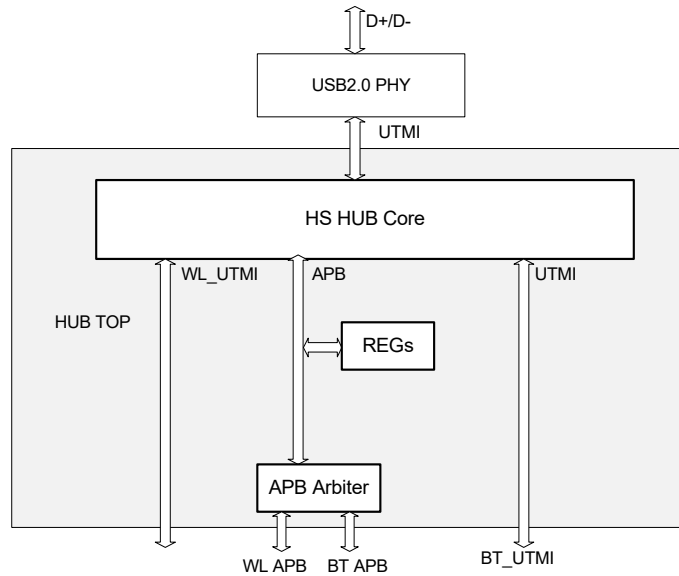 D+/D-
USB2.0 PHY
UTMI
HS HUB Core
WL_UTMI
APB
UTMI
HUB TOP
REGs
APB Arbiter
WL APB
BT APB
BT_UTMI